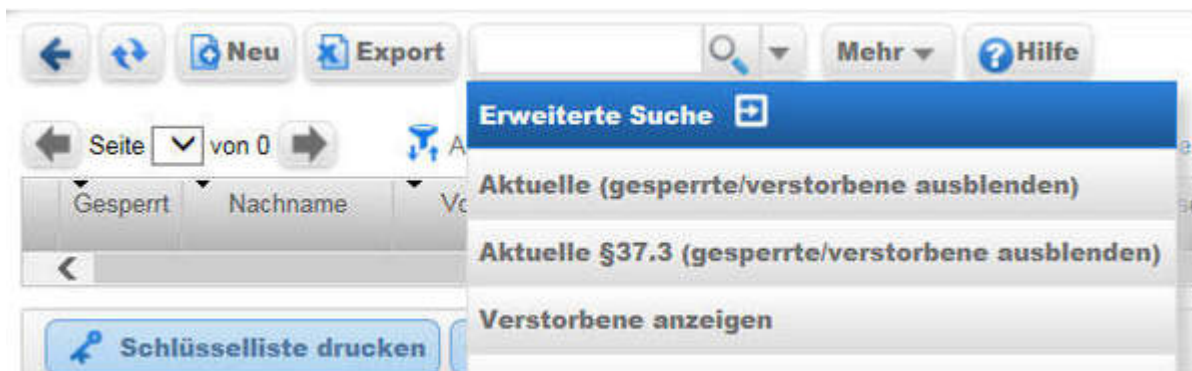 Neu Export Mehr Hilfe
Erweiterte Suche
Seite von 0
Aktuelle (gesperrte/verstorbene ausblenden)
Gesperrt Nachname
Aktuelle §37.3 (gesperrte/verstorbene ausblenden)
Verstorbene anzeigen
Schlüsselliste drucken